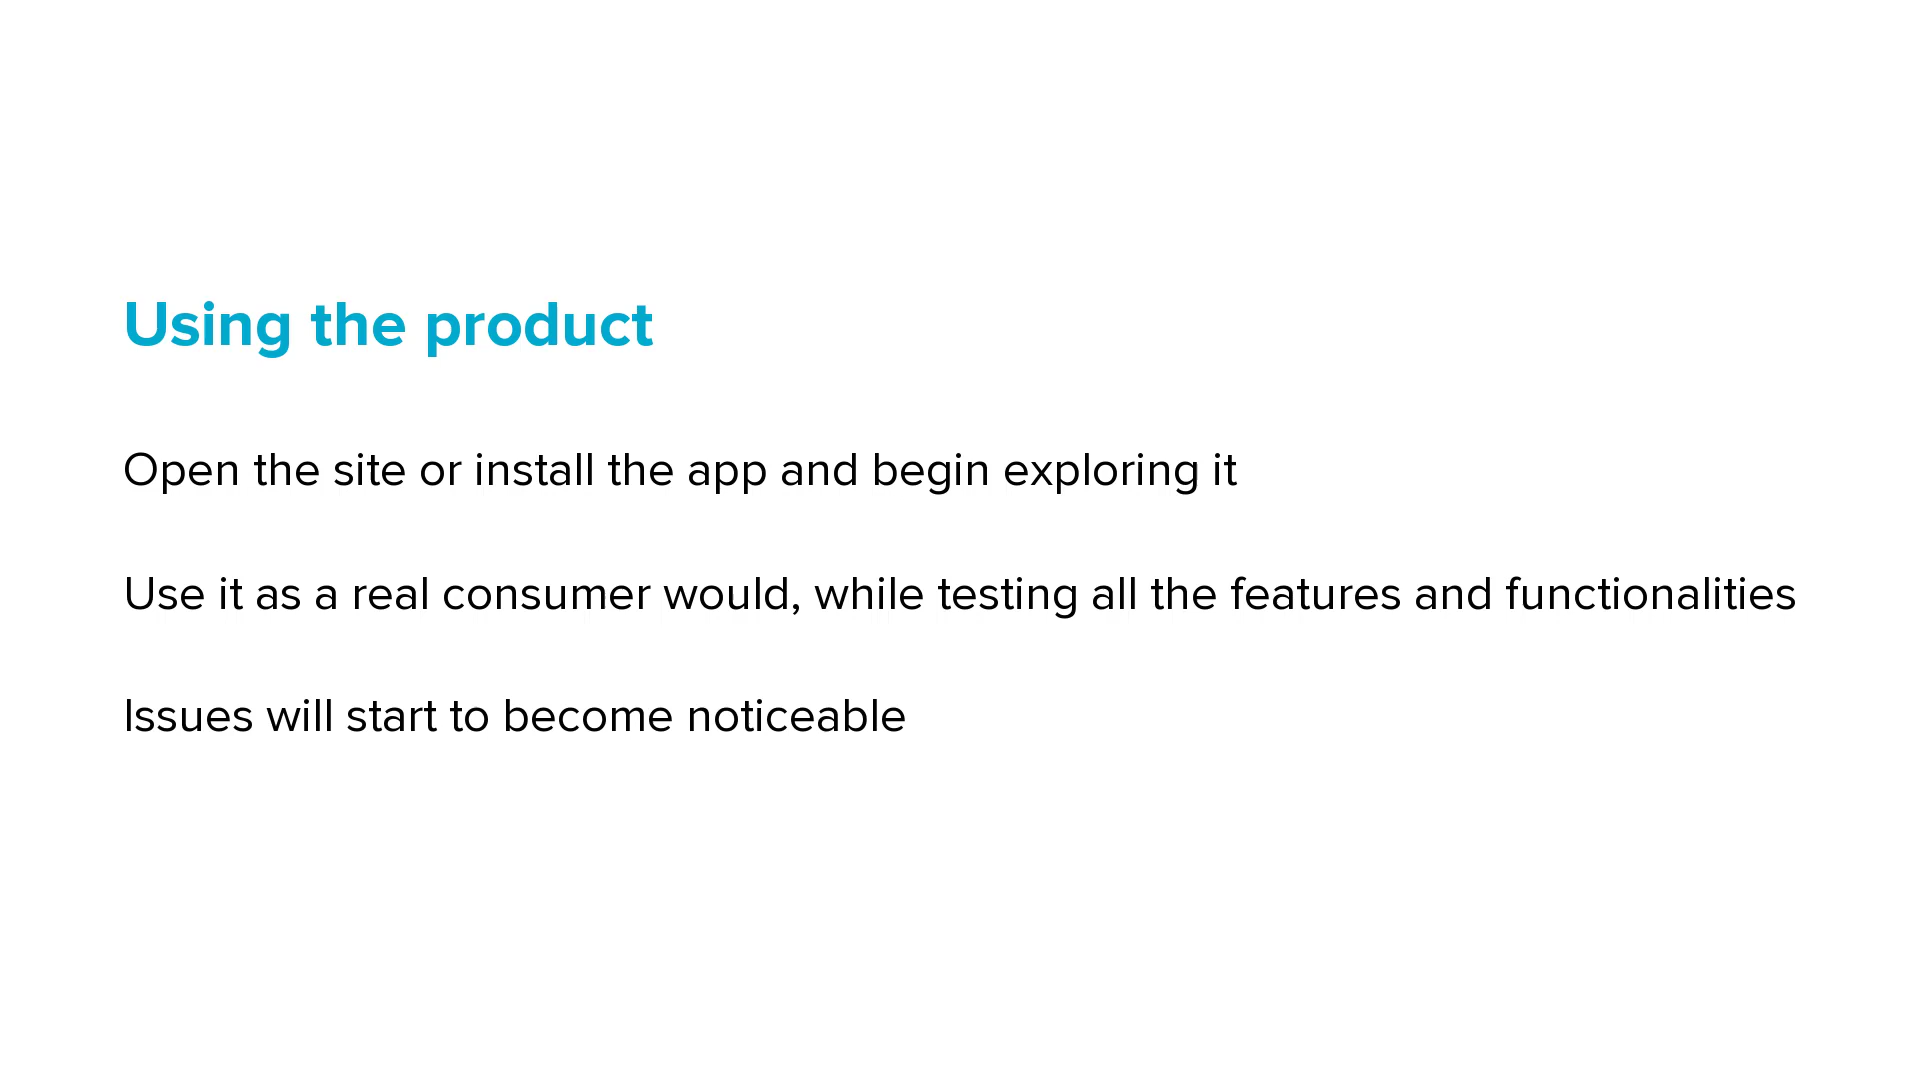 Using the product
Open the site or install the app and begin exploring it
Use it as a real consumer would, while testing all the features and functionalities
Issues will start to become noticeable